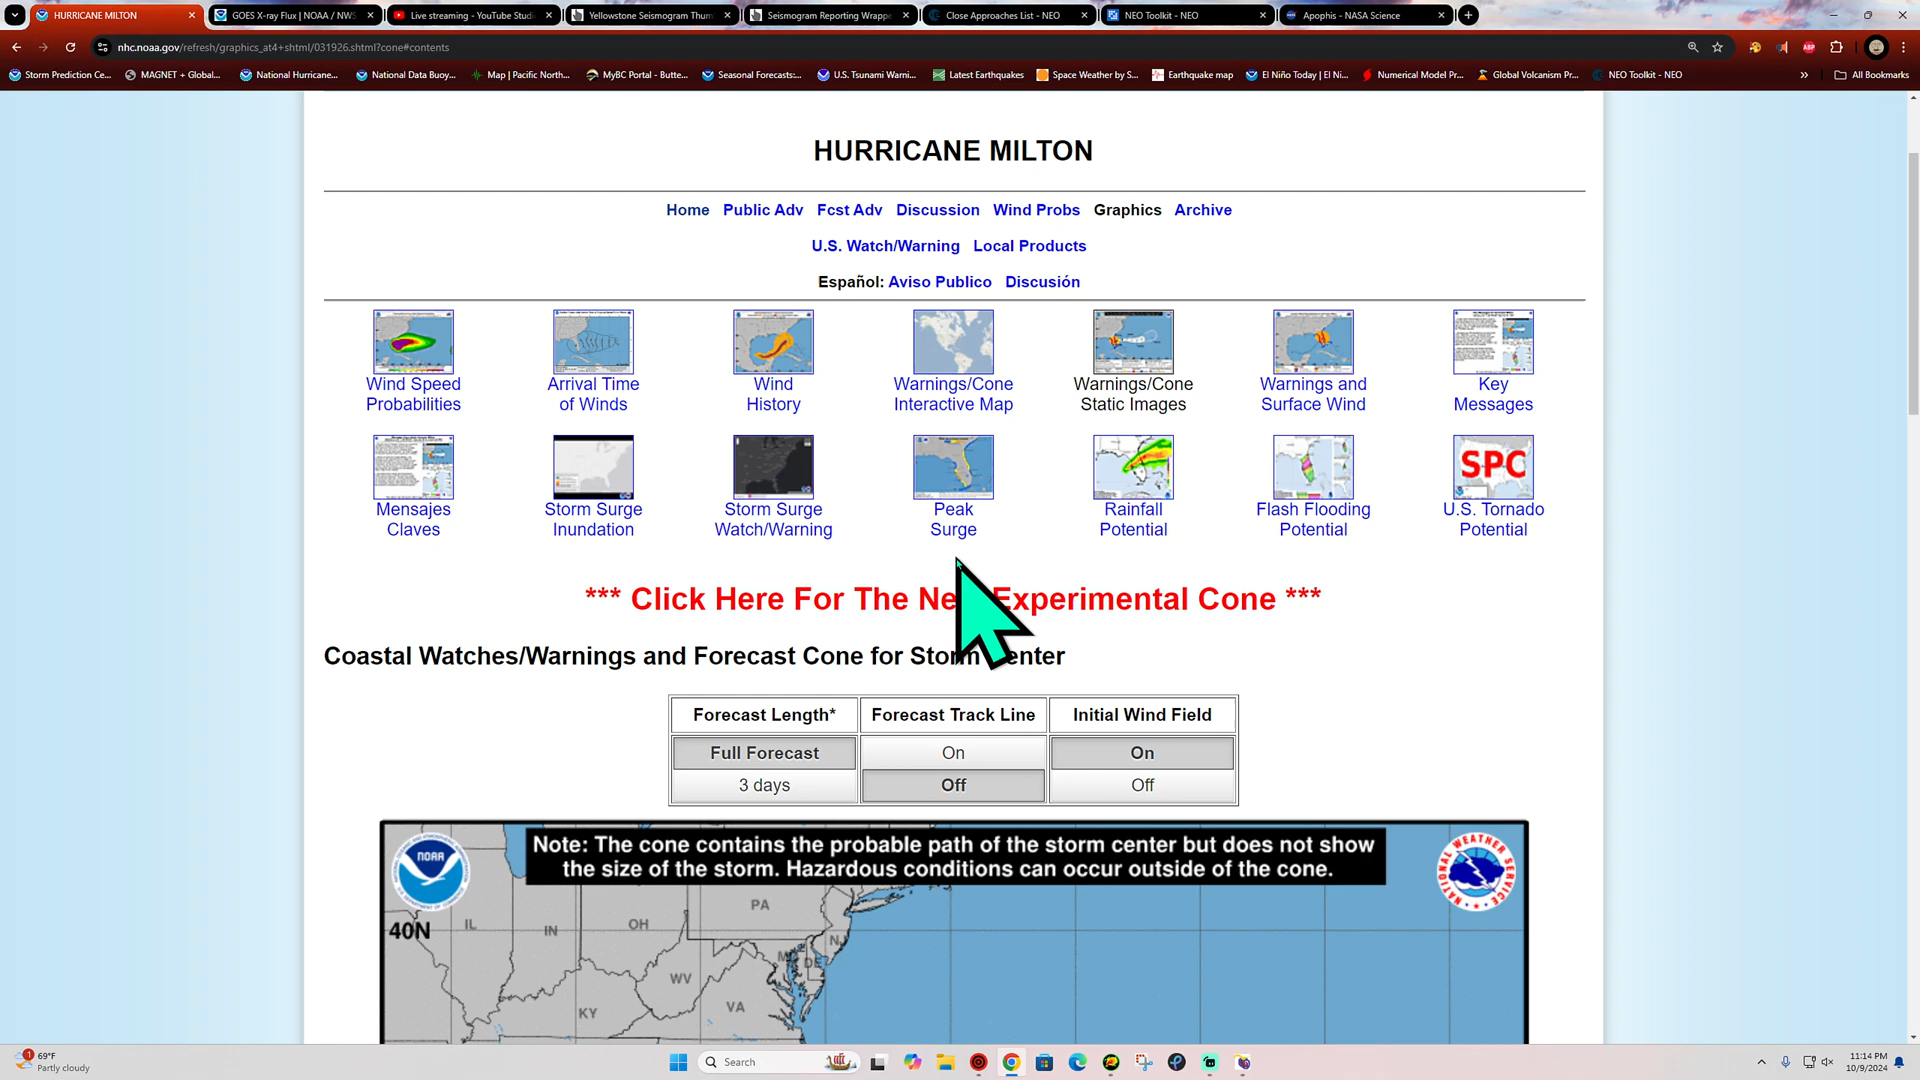 HURRICANE MILTON
GOES X-ray Flux | NOAA / NWS
Live streaming - YouTube Studi
Yellowstone Seismogram Thum
Seismogram Reporting Wrappe
Close Approaches List - NEO
NEO Toolkit - NEO
Apophis - NASA Science
nhc.noaa.gov/refresh/graphics_at4+shtml/031926.shtml?cone#contents
ABP
Storm Prediction Ce...
MAGNET + Global...
National Hurricane...
National Data Buoy...
Map | Pacific North...
MyBC Portal - Butte...
Seasonal Forecasts:...
U.S. Tsunami Warni...
Latest Earthquakes
Space Weather by S...
Earthquake map
El Niño Today | El Ni...
Numerical Model Pr...
Global Volcanism Pr...
NEO Toolkit - NEO
All Bookmarks
HURRICANE MILTON
Home Public Adv Fcst Adv Discussion Wind Probs Graphics Archive
U.S. Watch/Warning Local Products
Español: Aviso Publico Discusión
Wind Speed
Probabilities
Arrival Time
of Winds
Wind
History
Warnings/Cone
Interactive Map
Warnings/Cone
Static Images
Warnings and
Surface Wind
Key
Messages
SPC
Mensajes
Claves
Storm Surge
Inundation
Storm Surge
Watch/Warning
Peak
Surge
Rainfall
Potential
Flash Flooding
Potential
U.S. Tornado
Potential
*** Click Here For The Experimental Cone ***
Coastal Watches/Warnings and Forecast Cone for
Forecast Length* Forecast Track Line Initial Wind Field
Full Forecast On On
3 days Off Off
Note: The cone contains the probable path of the storm center but does not show
the size of the storm. Hazardous conditions can occur outside of the cone.
NOAA
NATIONAL WEATHER SERVICE
40N
IL
IN
OH
PA
NJ
DE
WV
VA
KY
1
69°F
Partly cloudy
Search
11:14 PM
10/9/2024